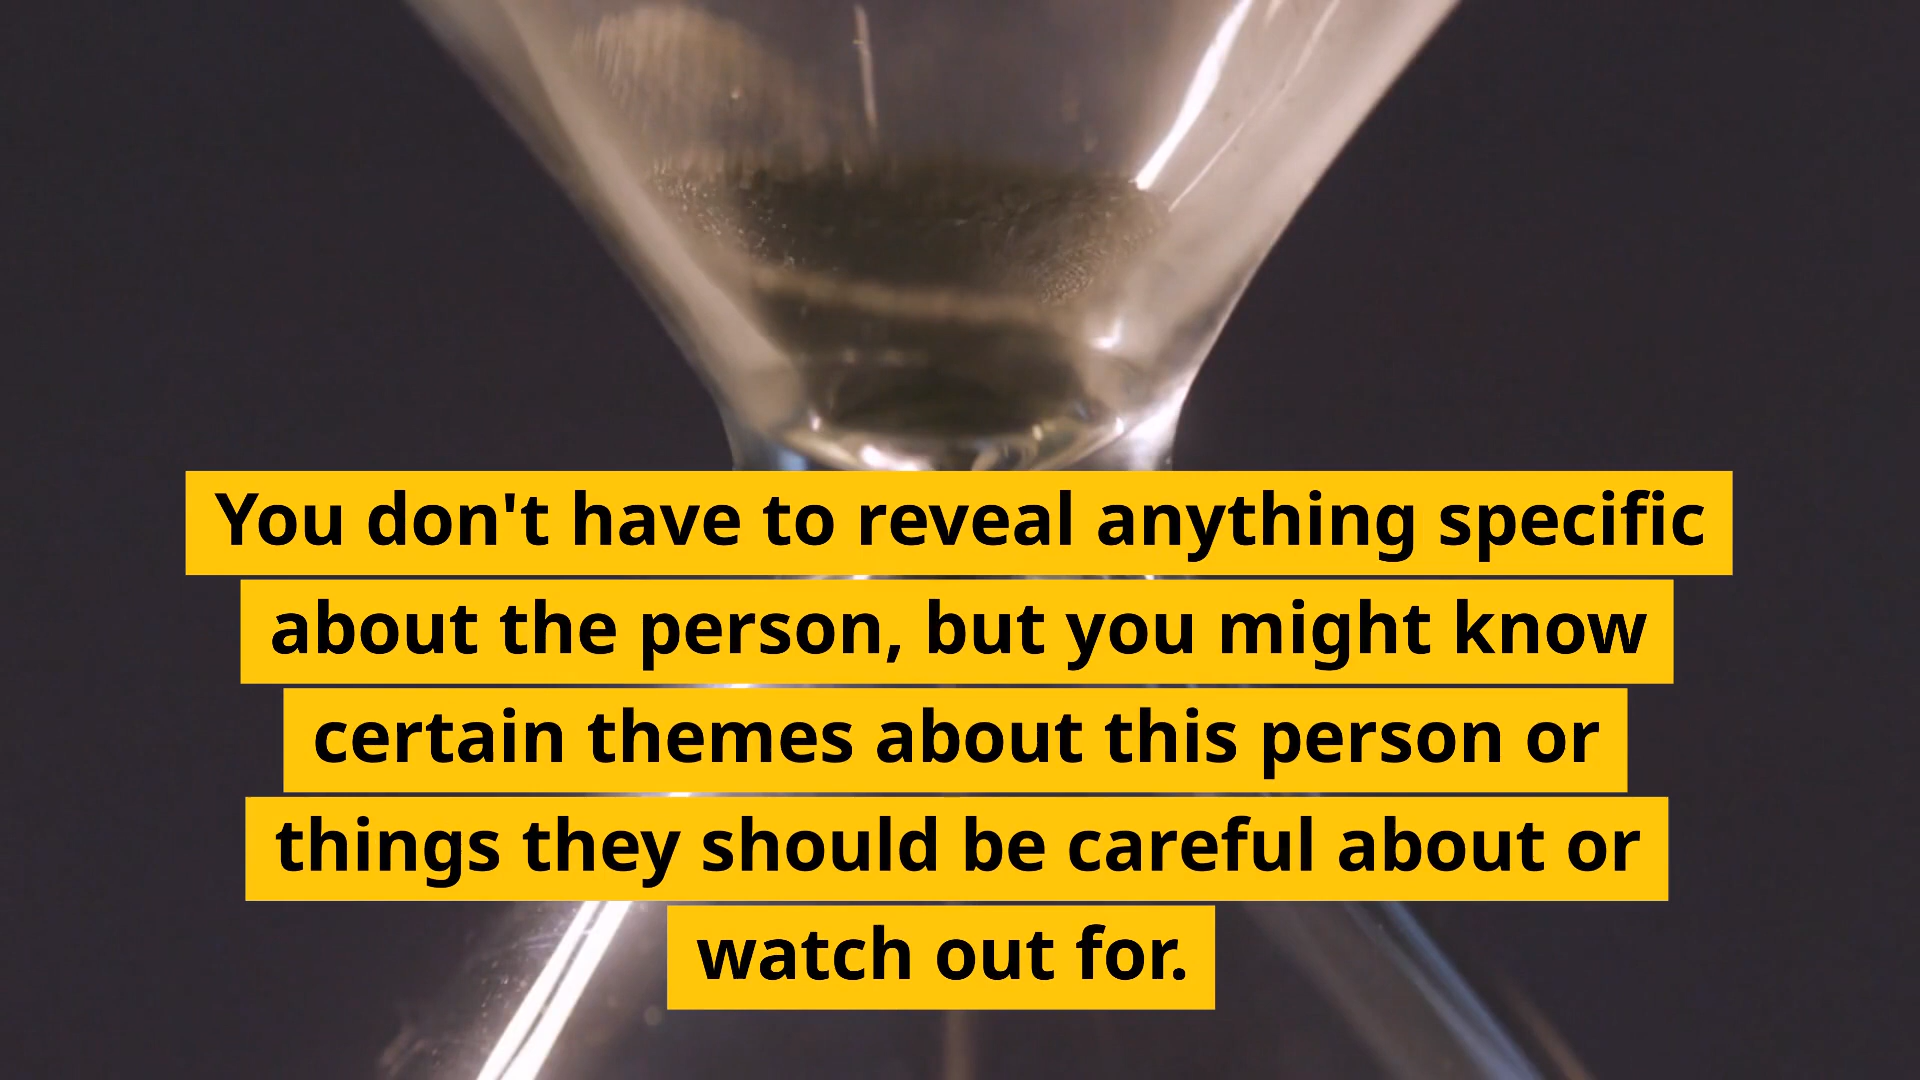 You don't have to reveal anything specific
about the person, but you might know
certain themes about this person or
things they should be careful about or
watch out for.